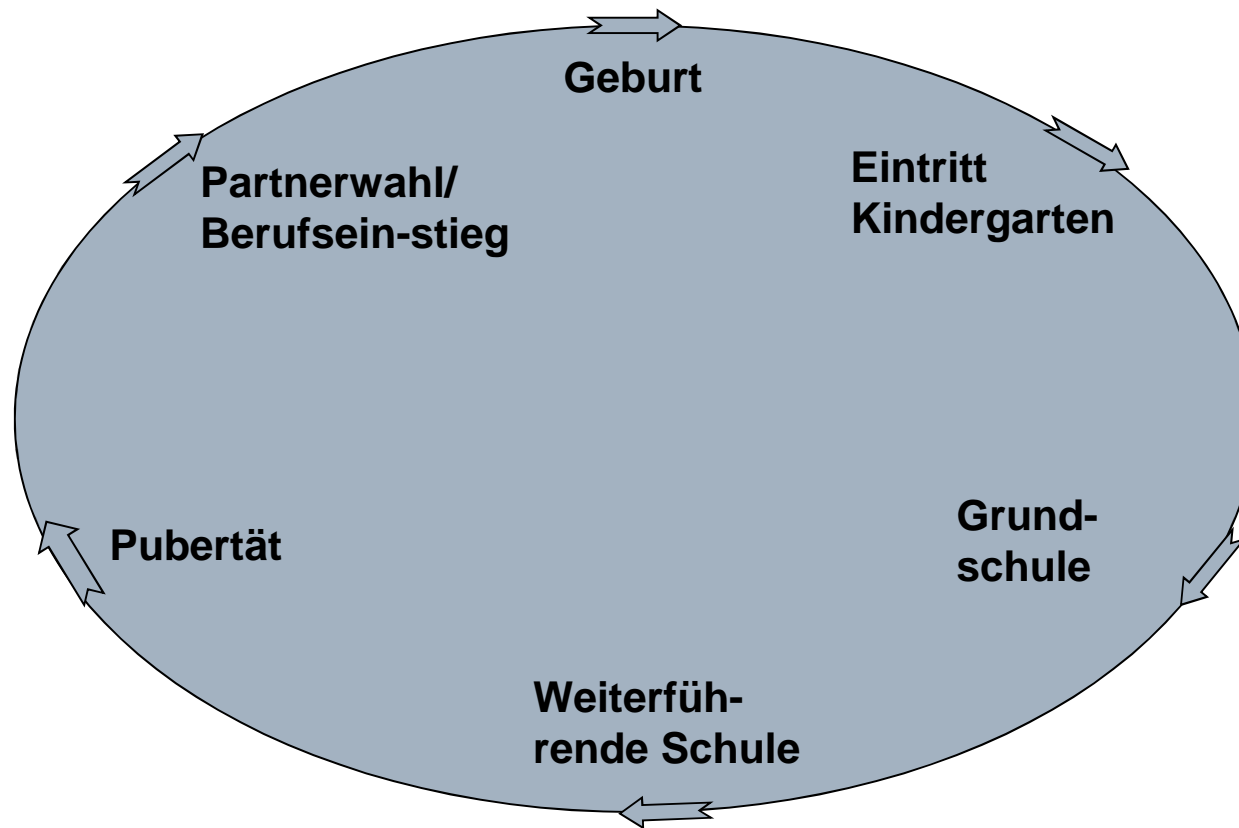 Geburt
Eintritt
Kindergarten
Grund-
schule
Weiterfüh-
rende Schule
Pubertät
Partnerwahl/
Berufsein-stieg